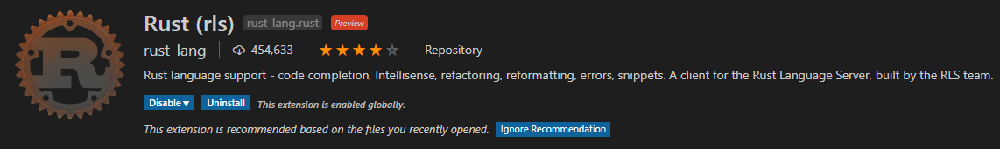 Rust (rls) rust-lang.rust Preview
rust-lang 454,633 Repository
Rust language support - code completion, Intellisense, refactoring, reformatting, errors, snippets. A client for the Rust Language Server, built by the RLS team.
Disable Uninstall This extension is enabled globally.
This extension is recommended based on the files you recently opened. Ignore Recommendation
R